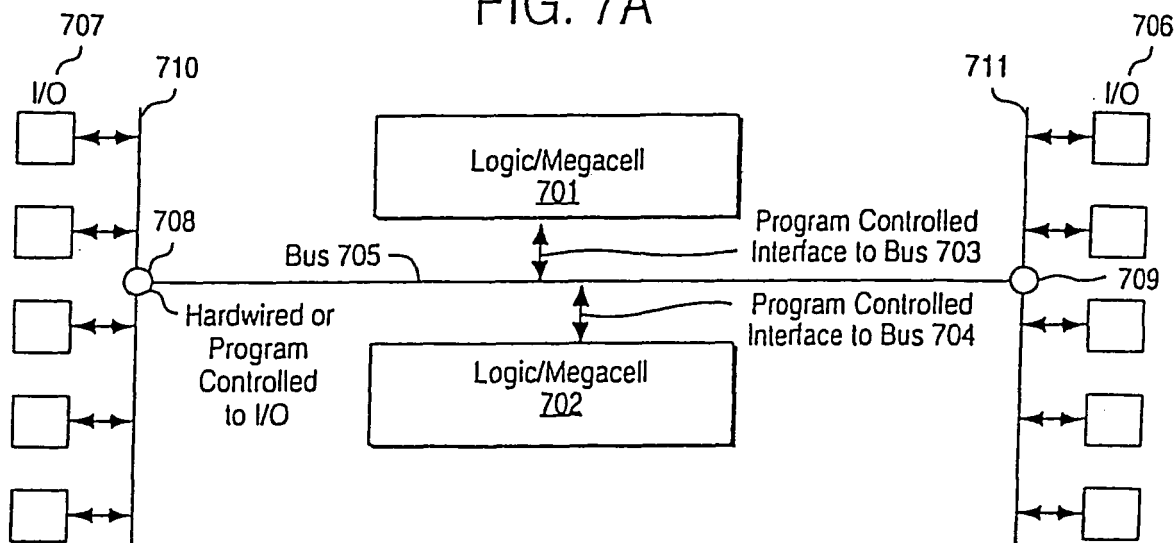 FIG. 7A
707
706
710
711
I/O
I/O
Logic/Megacell
701
708
Program Controlled
Interface to Bus 703
Bus 705
709
Hardwired or
Program
Controlled
to I/O
Program Controlled
Interface to Bus 704
Logic/Megacell
702